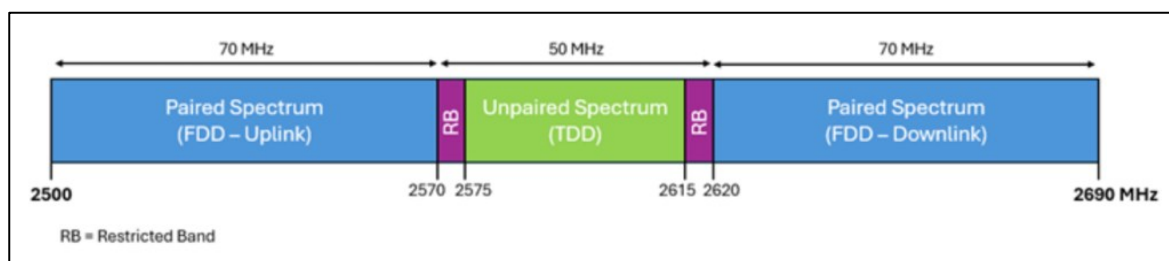 70 MHz 50 MHz 70 MHz
Paired Spectrum
(FDD – Uplink)
RB
Unpaired Spectrum
(TDD)
RB
Paired Spectrum
(FDD – Downlink)
2500 2570 2575 2615 2620 2690 MHz
RB = Restricted Band